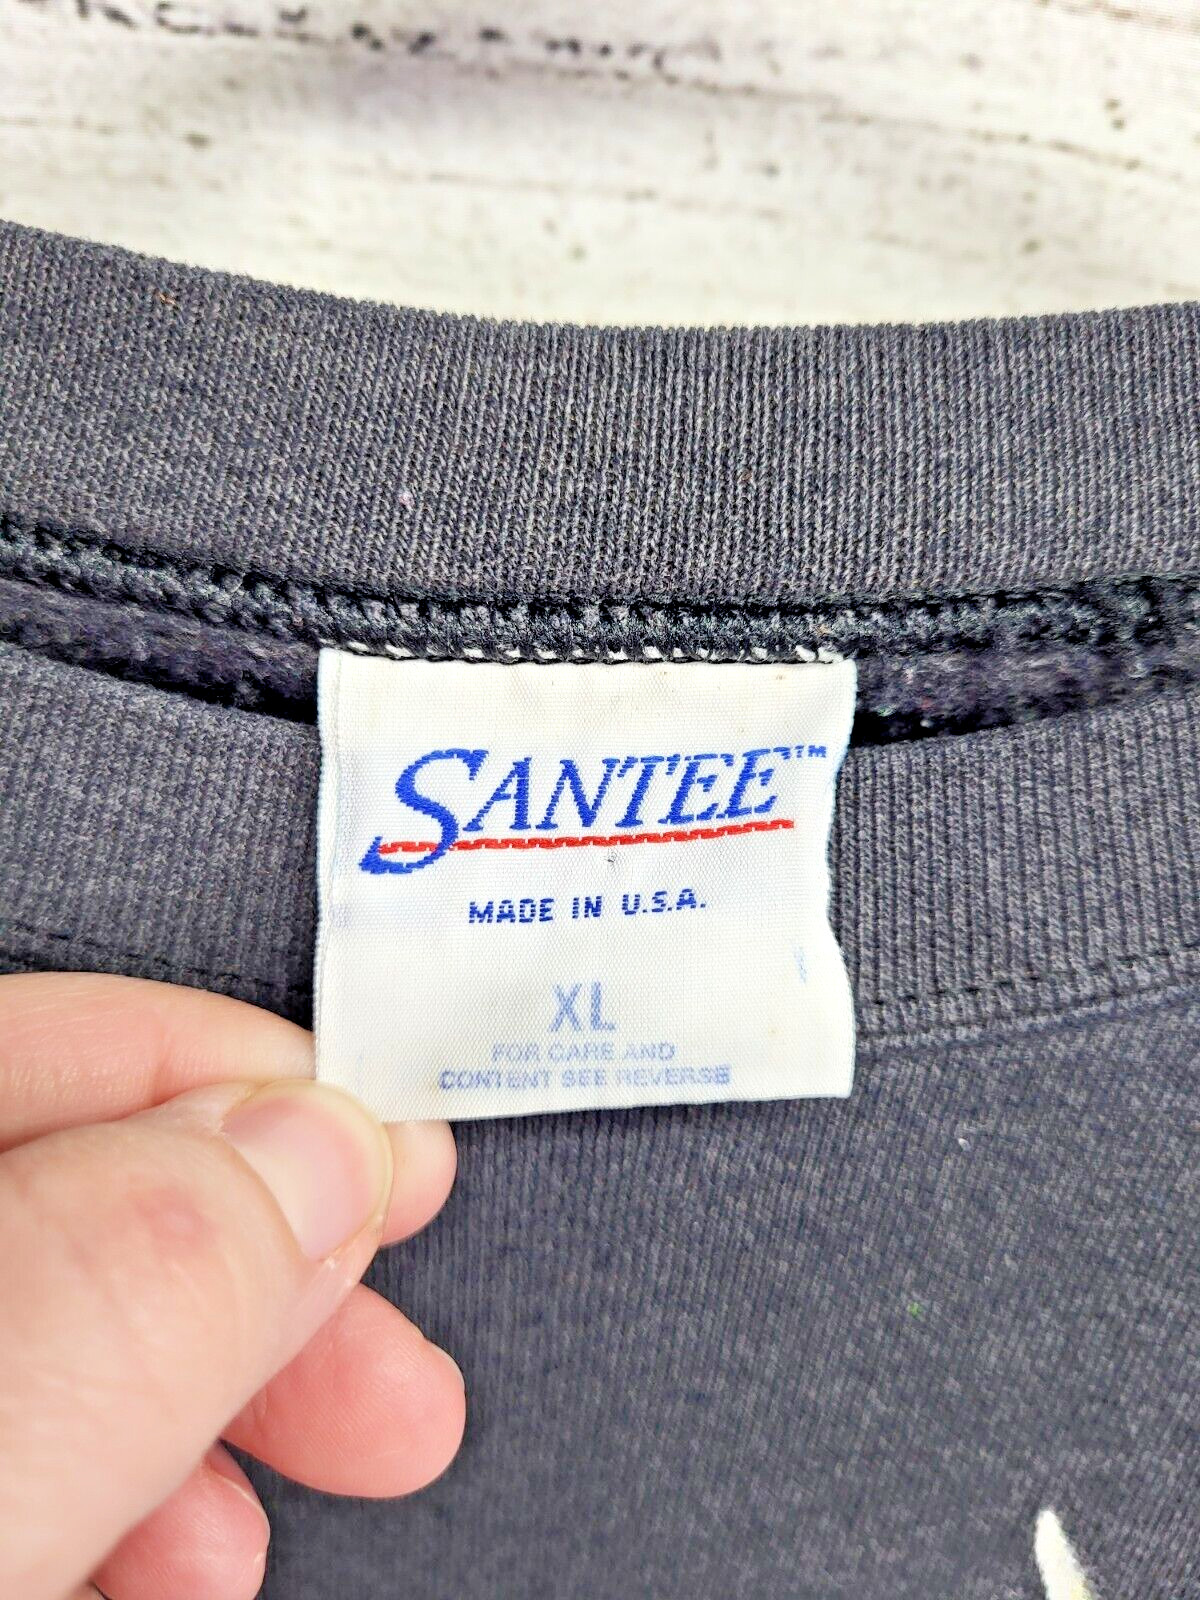 SANTEE™
MADE IN U.S.A.
XL
FOR CARE AND
CONTENT SEE REVERSE